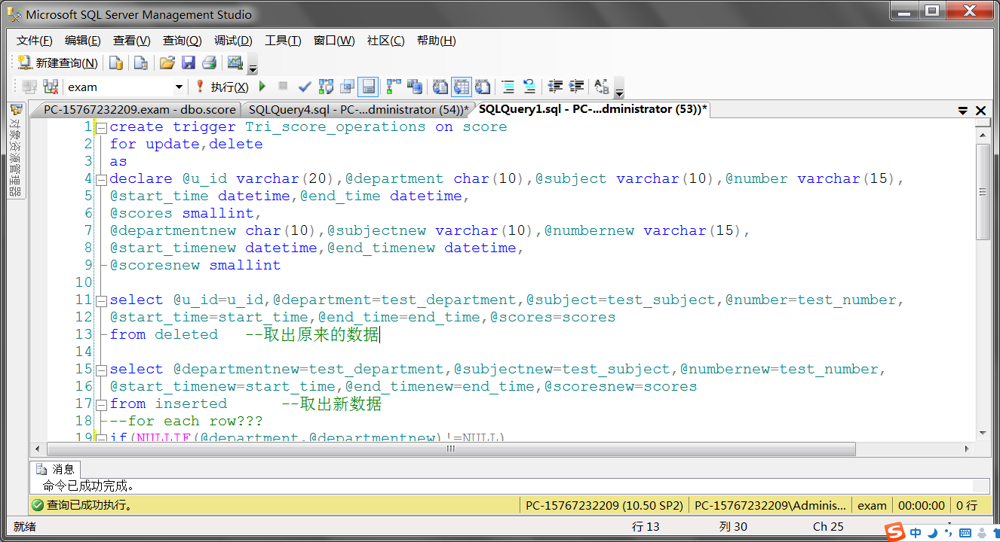 Microsoft SQL Server Management Studio
文件(F) 编辑(E) 查看(V) 查询(Q) 调试(D) 工具(T) 窗口(W) 社区(C) 帮助(H)
新建查询(N)
exam 执行(X)
PC-15767232209.exam - dbo.score SQLQuery4.sql - PC-...dministrator (54))* SQLQuery1.sql - PC-...dministrator (53))*
对象资源管理器
1 create trigger Tri_score_operations on score
2 for update,delete
3 as
4 declare @u_id varchar(20),@department char(10),@subject varchar(10),@number varchar(15),
5 @start_time datetime,@end_time datetime,
6 @scores smallint,
7 @departmentnew char(10),@subjectnew varchar(10),@numbernew varchar(15),
8 @start_timenew datetime,@end_timenew datetime,
9 @scoresnew smallint
10
11 select @u_id=u_id,@department=test_department,@subject=test_subject,@number=test_number,
12 @start_time=start_time,@end_time=end_time,@scores=scores
13 from deleted --取出原来的数据
14
15 select @departmentnew=test_department,@subjectnew=test_subject,@numbernew=test_number,
16 @start_timenew=start_time,@end_timenew=end_time,@scoresnew=scores
17 from inserted --取出新数据
18 ---for each row???
19 if(NULLIF(@department,@departmentnew)!=NULL)
消息
命令已成功完成。
查询已成功执行。 PC-15767232209 (10.50 SP2) PC-15767232209\Adminis... exam 00:00:00 0 行
就绪 行 13 列 30 Ch 25
S 中